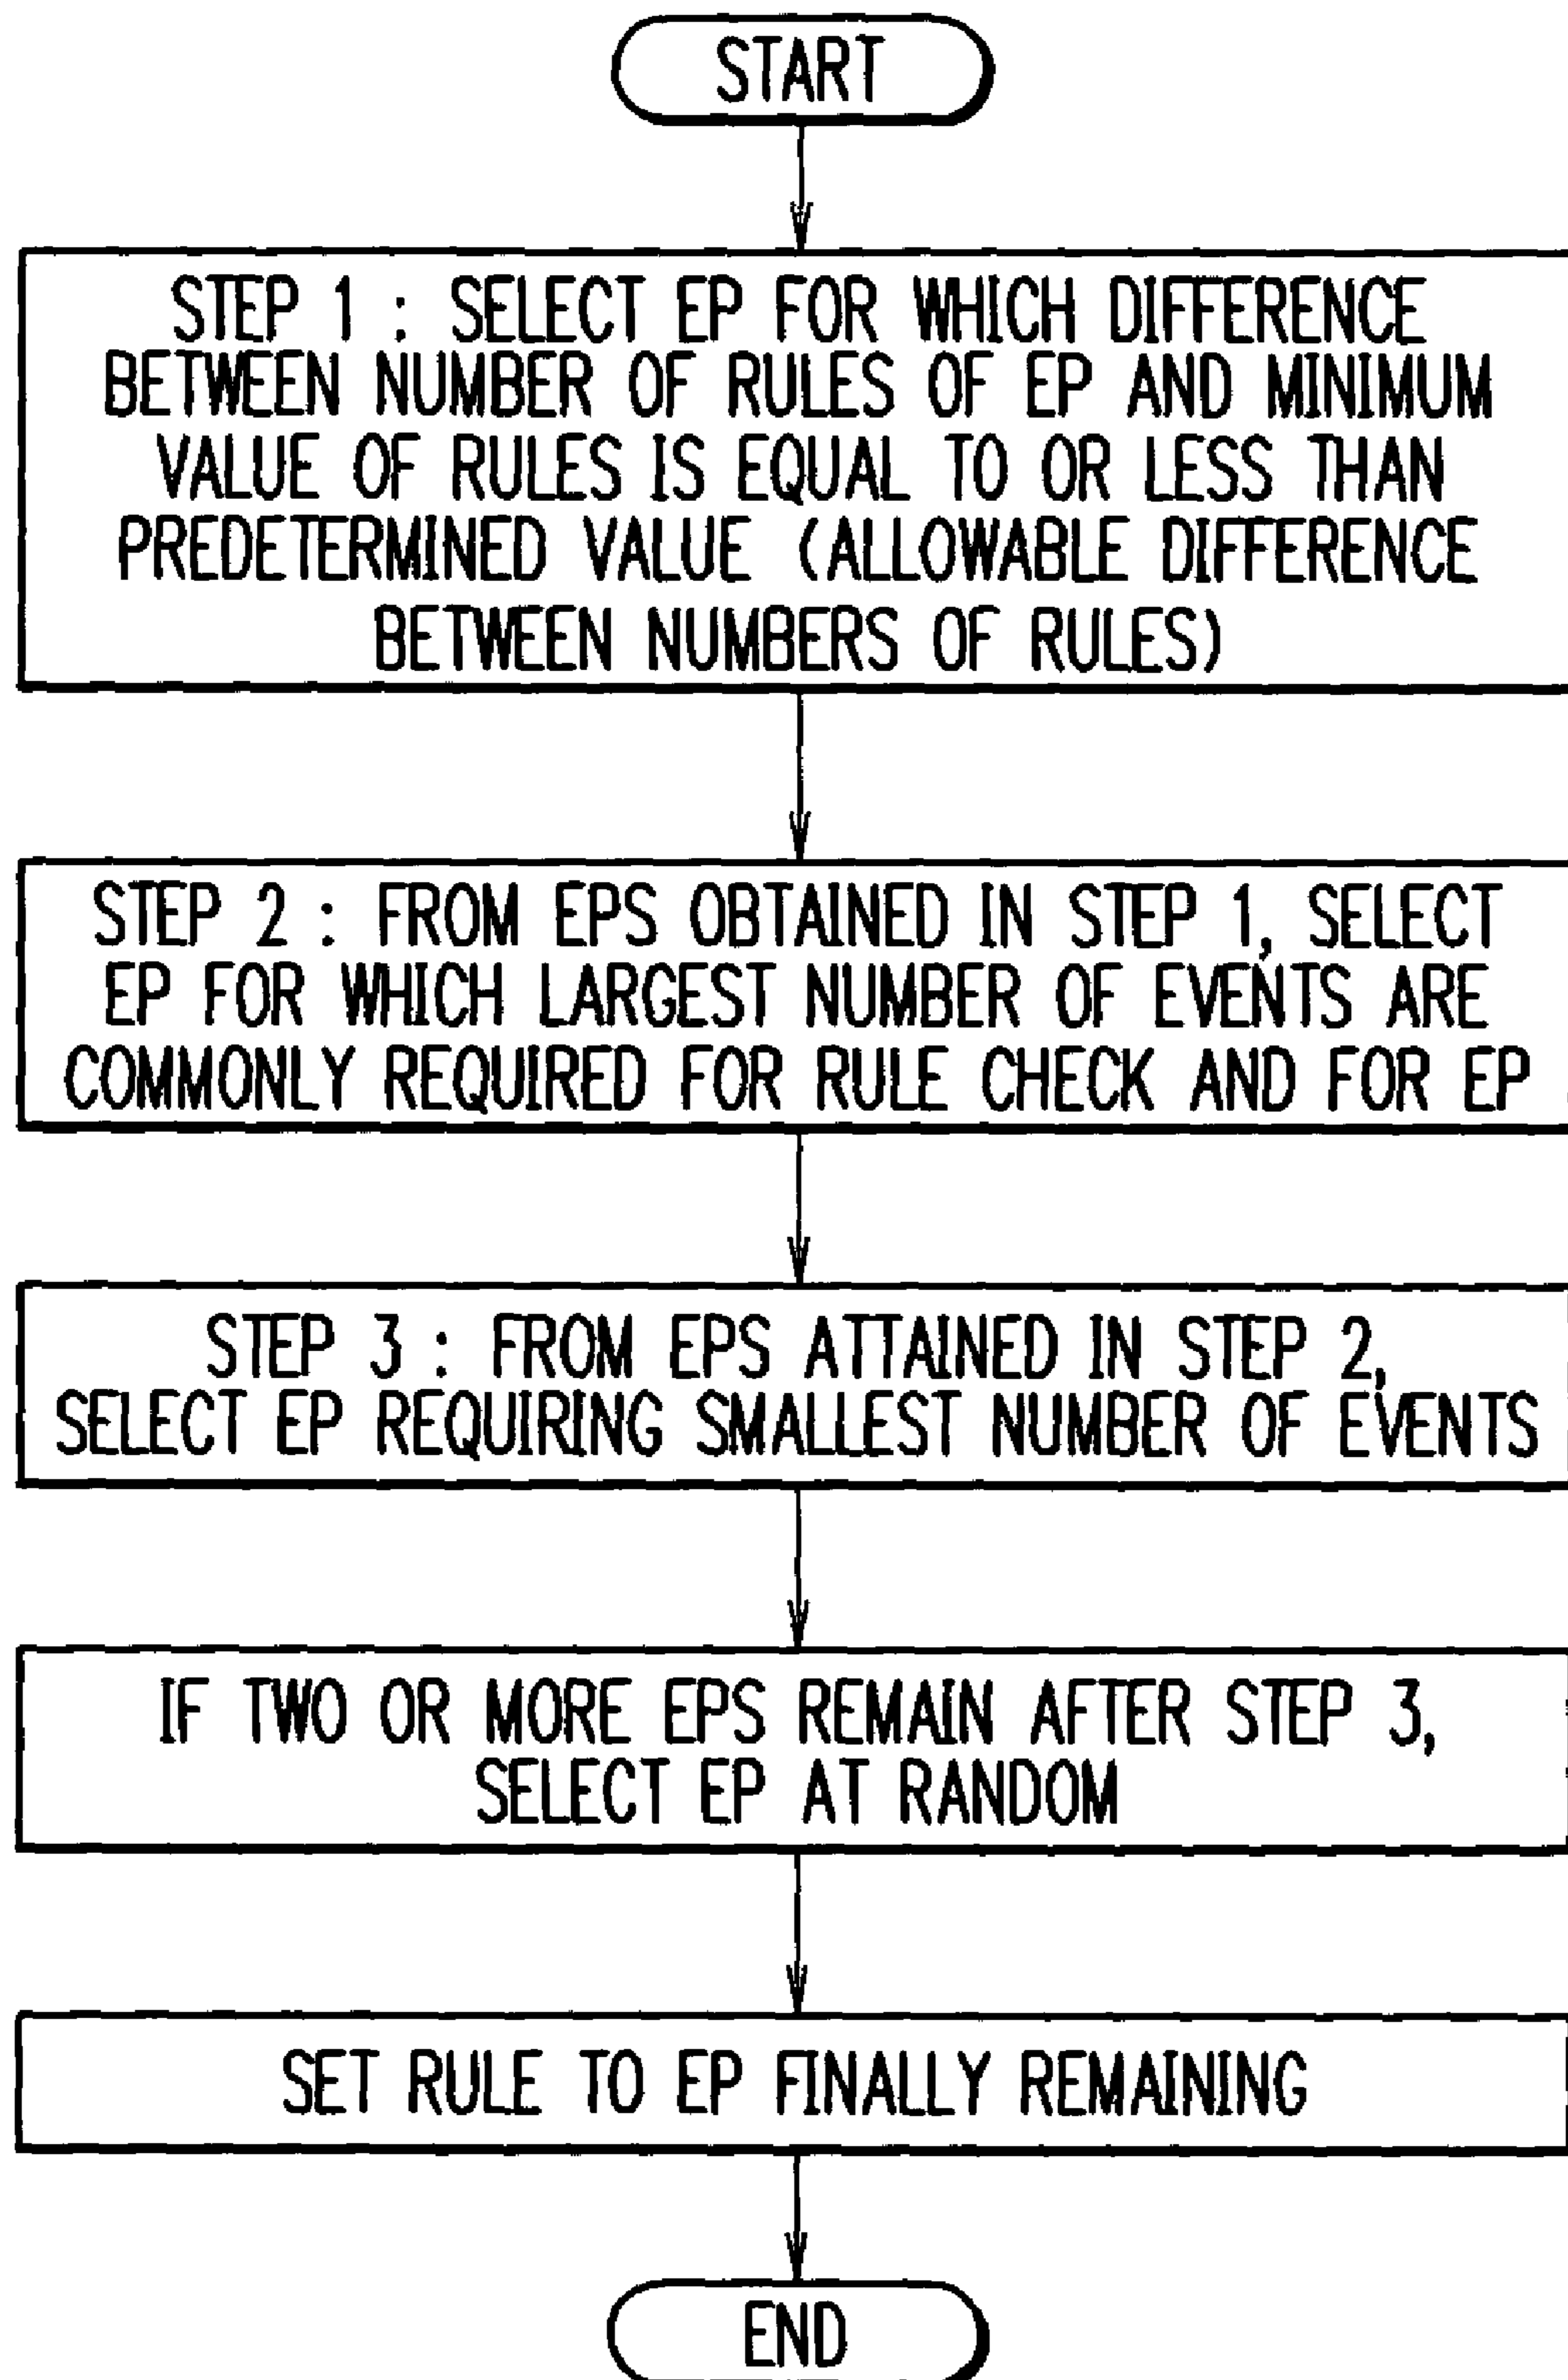 START
STEP 1 : SELECT EP FOR WHICH DIFFERENCE
BETWEEN NUMBER OF RULES OF EP AND MINIMUM
VALUE OF RULES IS EQUAL TO OR LESS THAN
PREDETERMINED VALUE (ALLOWABLE DIFFERENCE
BETWEEN NUMBERS OF RULES)
STEP 2 : FROM EPS OBTAINED IN STEP 1, SELECT
EP FOR WHICH LARGEST NUMBER OF EVENTS ARE
COMMONLY REQUIRED FOR RULE CHECK AND FOR EP
STEP 3 : FROM EPS ATTAINED IN STEP 2,
SELECT EP REQUIRING SMALLEST NUMBER OF EVENTS
IF TWO OR MORE EPS REMAIN AFTER STEP 3,
SELECT EP AT RANDOM
SET RULE TO EP FINALLY REMAINING
END